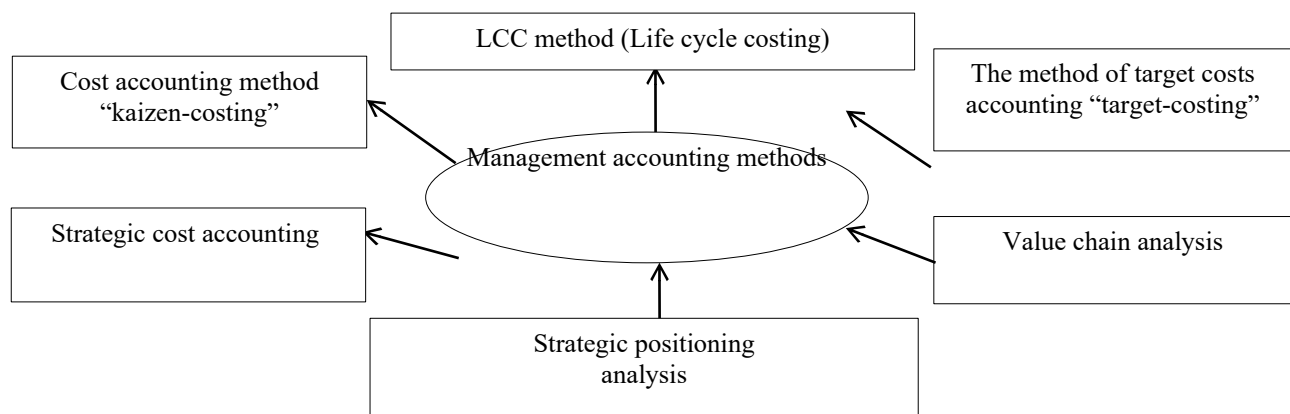 LCC method (Life cycle costing)
Cost accounting method
“kaizen-costing”
The method of target costs
accounting “target-costing”
Management accounting methods
Strategic cost accounting
Value chain analysis
Strategic positioning
analysis